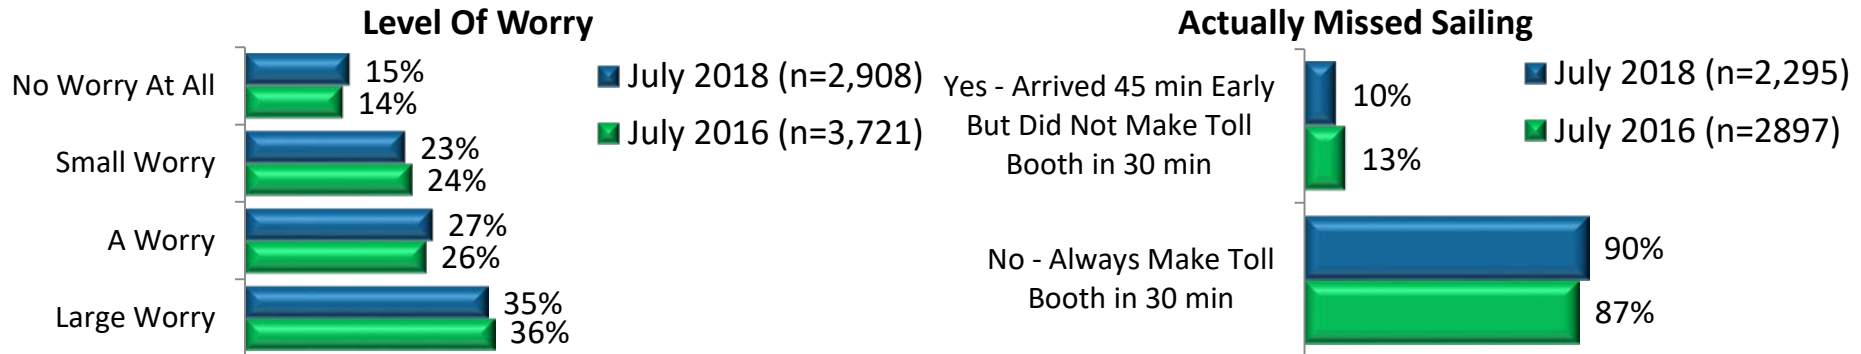 Level Of Worry
No Worry At All
15%
14%
Small Worry
23%
24%
A Worry
27%
26%
Large Worry
35%
36%
July 2018 (n=2,908)
July 2016 (n=3,721)
Actually Missed Sailing
Yes - Arrived 45 min Early
But Did Not Make Toll
Booth in 30 min
10%
13%
No - Always Make Toll
Booth in 30 min
90%
87%
July 2018 (n=2,295)
July 2016 (n=2897)